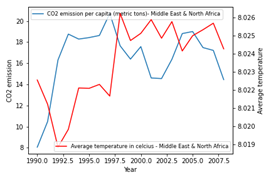 CO2 emission per capita (metric tons)- Middle East & North Africa
20
18
16
14
12
10
8
CO2 emission
8.026
8.025
8.024
8.023
8.022
8.021
8.020
8.019
Average temperature
Average temperature in celcius - Middle East & North Africa
1990.0 1992.5 1995.0 1997.5 2000.0 2002.5 2005.0 2007.5
Year